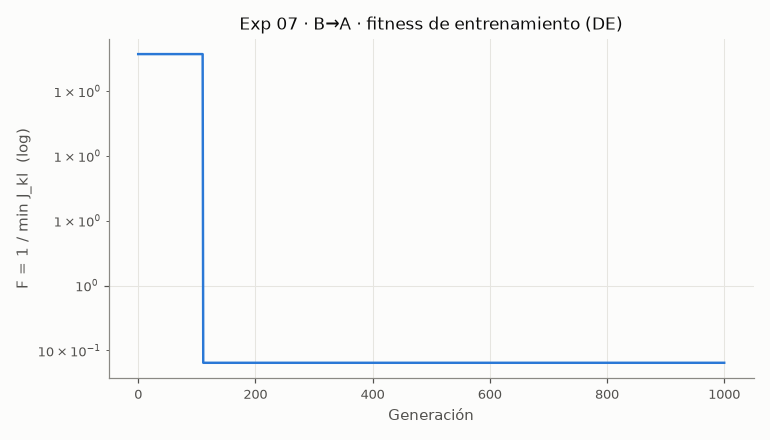 Exp 07 · B→A · fitness de entrenamiento (DE)
F = 1 / min J_kl (log)
1 × 10⁰
1 × 10⁰
1 × 10⁰
10⁰
10 × 10⁻¹
0 200 400 600 800 1000
Generación